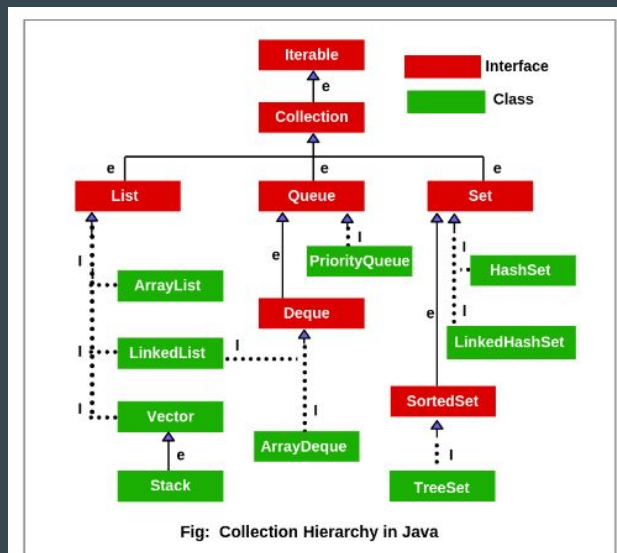 Iterable
Interface
e
Class
Collection
e
e
e
List
Queue
Set
I
I
I
e
PriorityQueue
HashSet
ArrayList
I
e
Deque
I
LinkedList
I
LinkedHashSet
SortedSet
I
I
Vector
ArrayDeque
I
e
Stack
TreeSet
Fig: Collection Hierarchy in Java